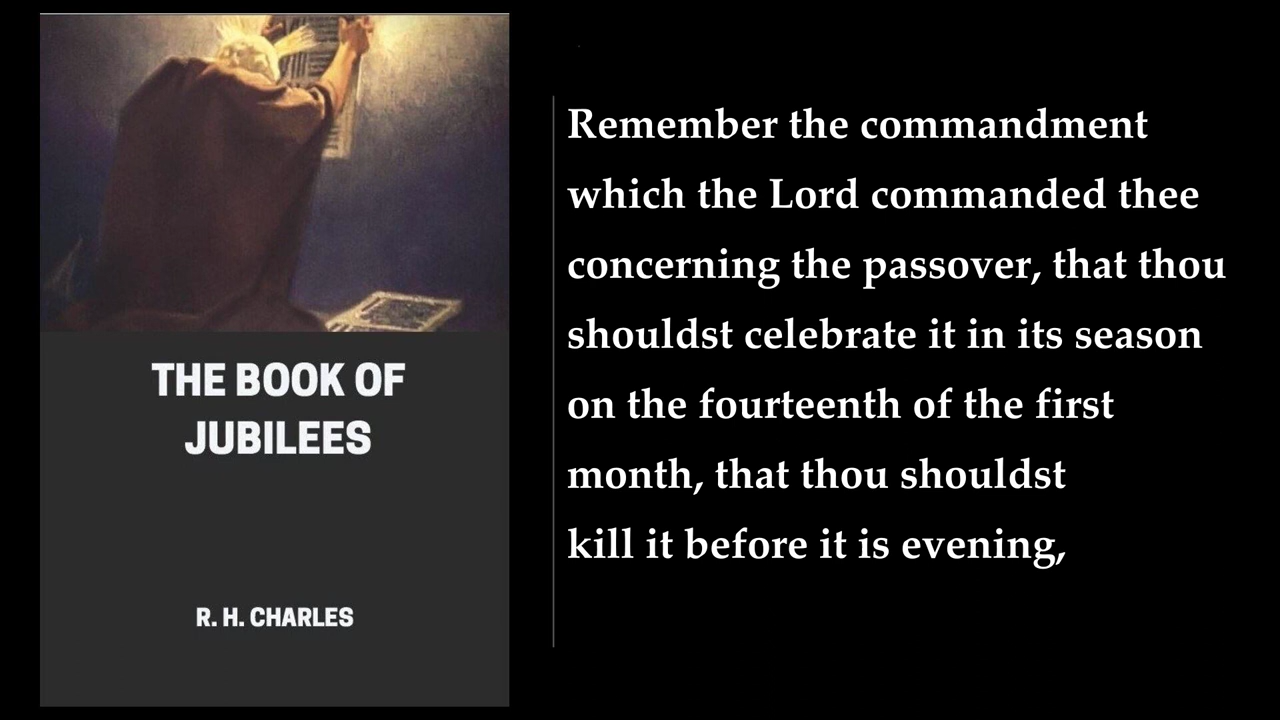 THE BOOK OF
JUBILEES
R. H. CHARLES
Remember the commandment
which the Lord commanded thee
concerning the passover, that thou
shouldst celebrate it in its season
on the fourteenth of the first
month, that thou shouldst
kill it before it is evening,